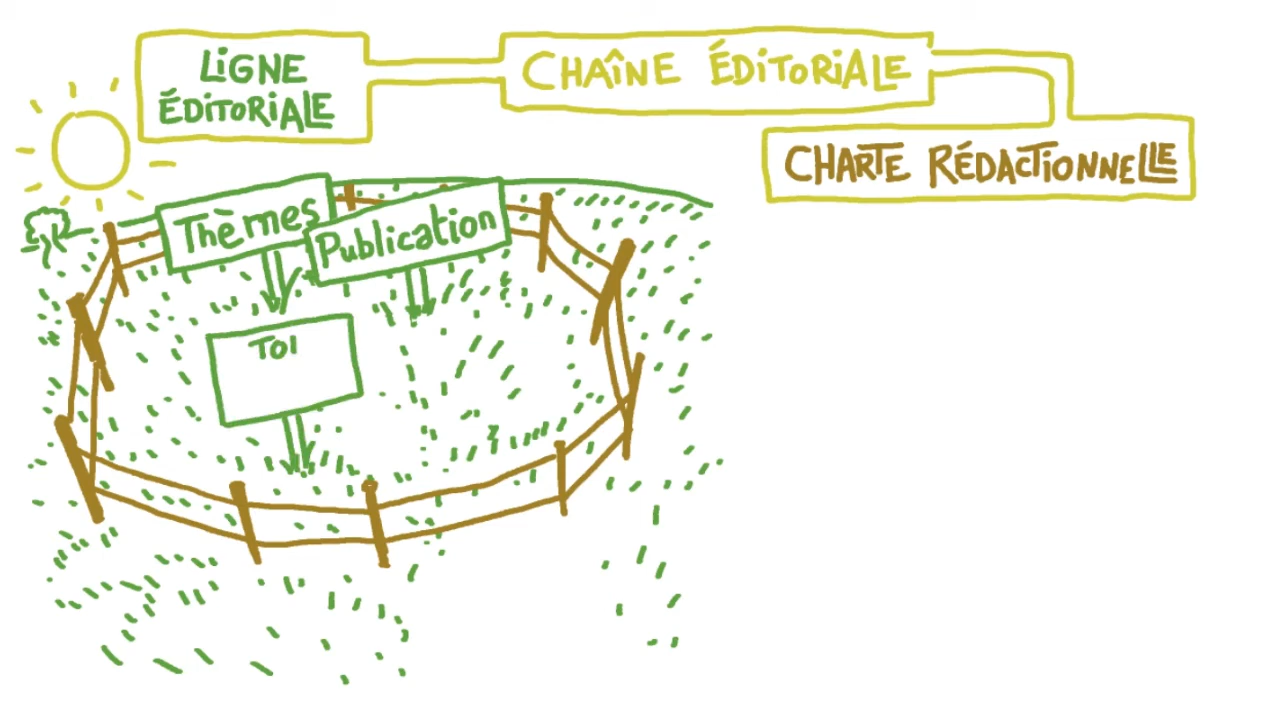 LIGNE
ÉDITORIALE
CHAÎNE ÉDITORIALE
CHARTE RÉDACTIONNELLE
Thèmes
Publication
TOI